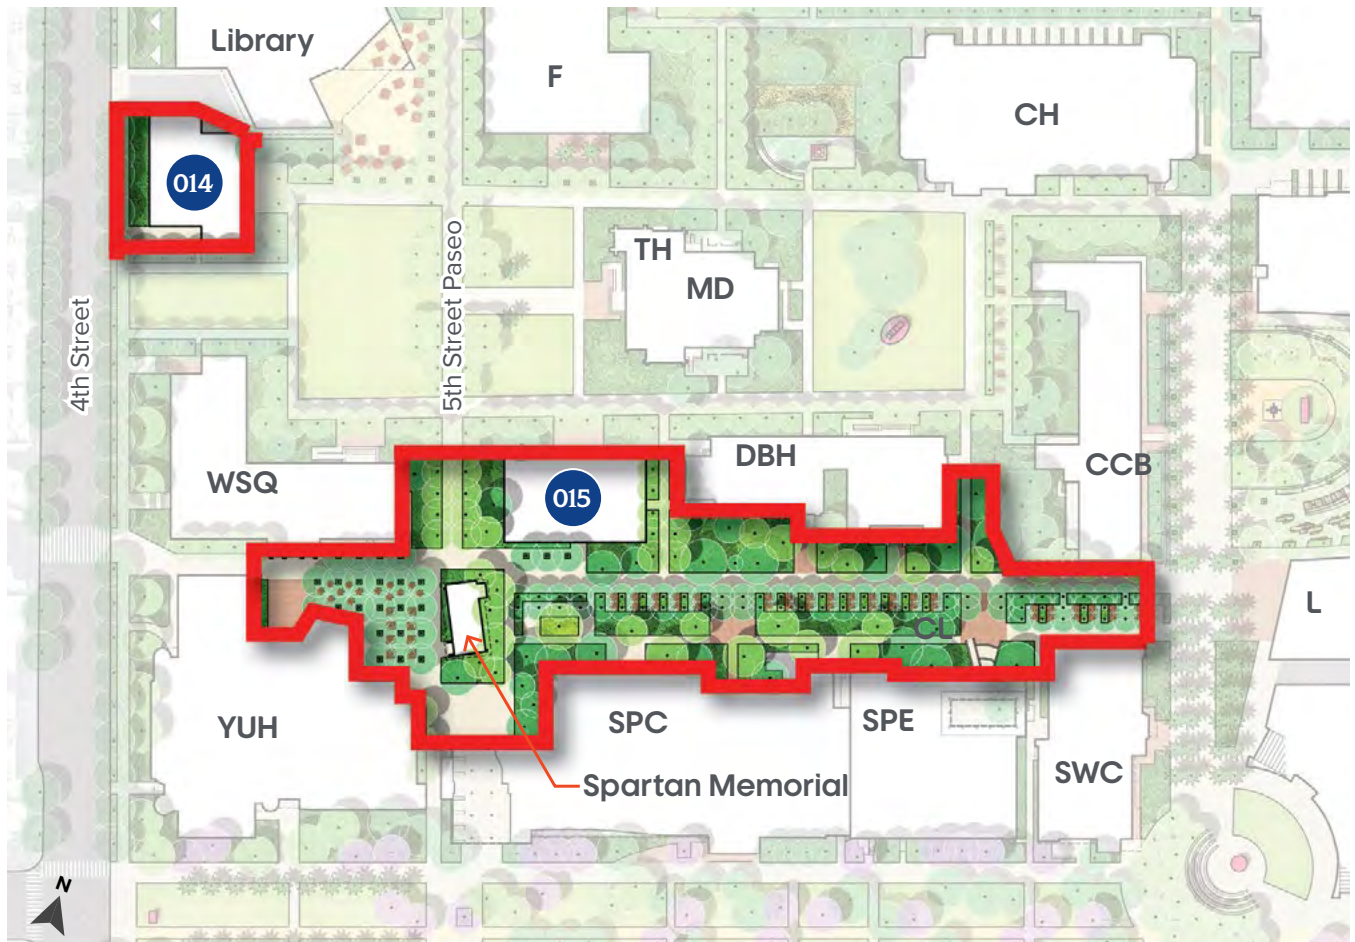 Library
F
CH
014
TH
MD
4th Street
5th Street Paseo
WSQ
015
DBH
CCB
L
CL
YUH
SPC
SPE
SWC
Spartan Memorial
N